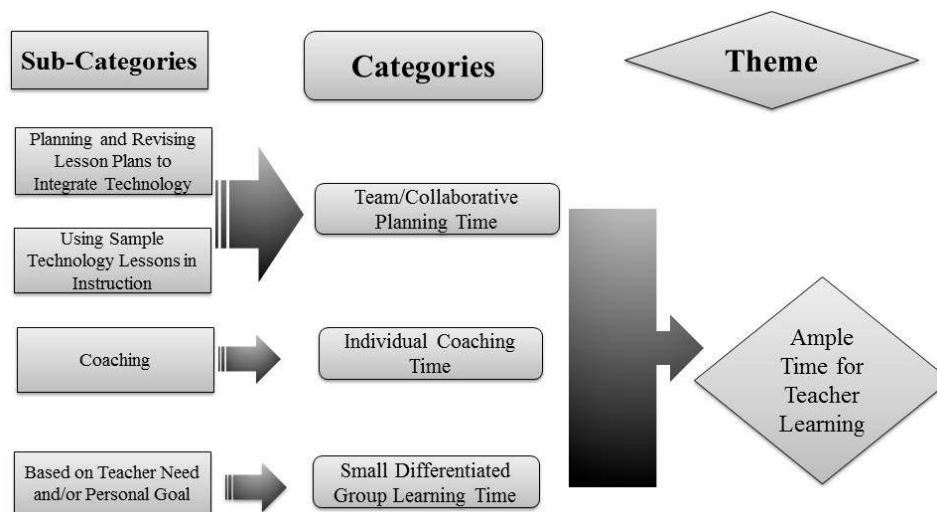 Sub-Categories
Categories
Theme
Planning and Revising
Lesson Plans to
Integrate Technology
Using Sample
Technology Lessons in
Instruction
Team/Collaborative
Planning Time
Coaching
Individual Coaching
Time
Based on Teacher Need
and/or Personal Goal
Small Differentiated
Group Learning Time
Ample
Time for
Teacher
Learning